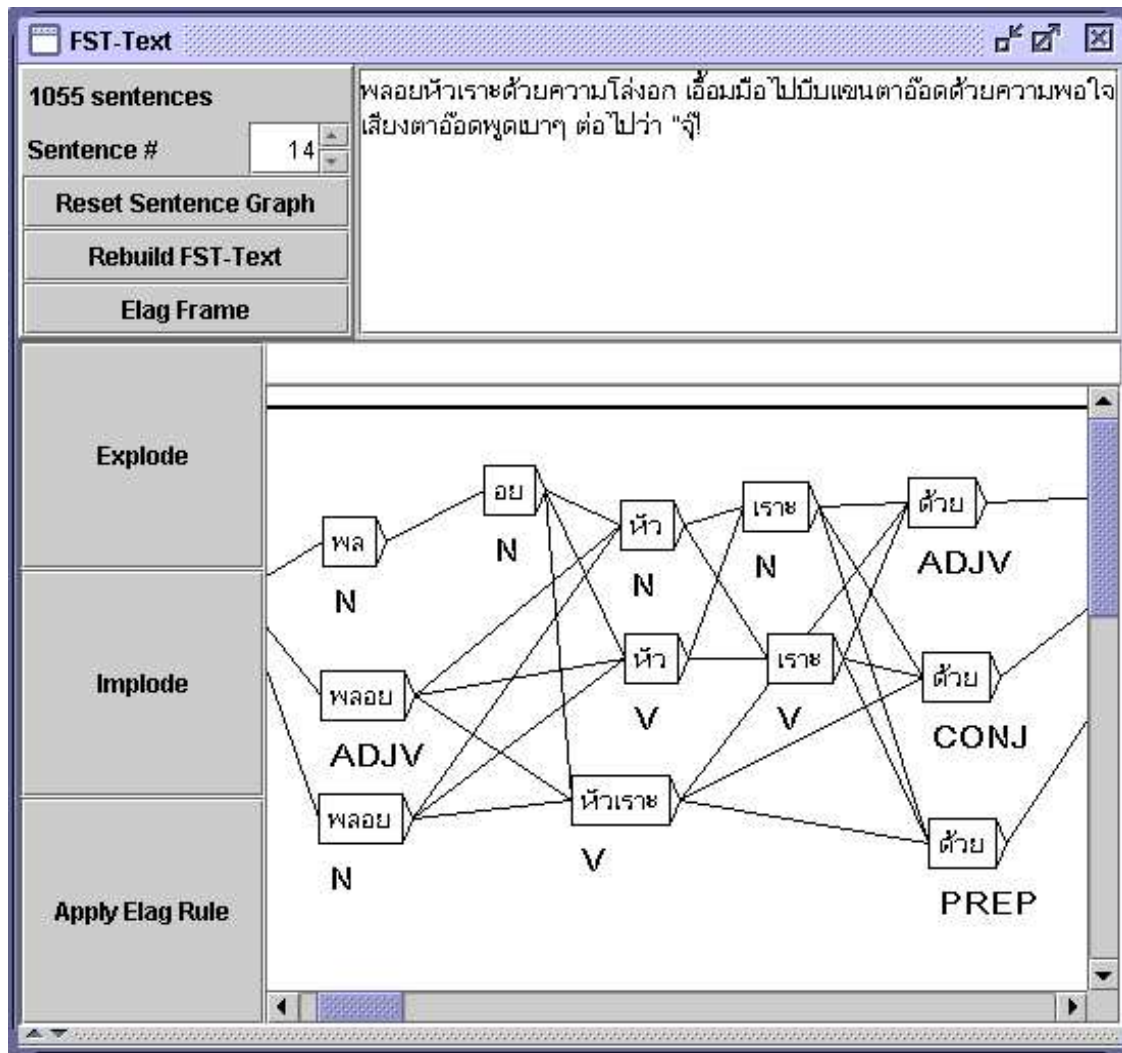 FST-Text
1055 sentences
Sentence # 14
Reset Sentence Graph
Rebuild FST-Text
Elag Frame
พลอยหัวเราะด้วยความโล่งอก เอื้อมมือไปบีบแขนตาอ๊อดด้วยความพอใจ
เสียงตาอ๊อดพูดเบาๆ ต่อไปว่า "จุ๊!
Explode
Implode
Apply Elag Rule
พล
N
อย
N
หัว
N
เราะ
N
ด้วย
ADJV
พลอย
ADJV
หัว
V
เราะ
V
ด้วย
CONJ
พลอย
N
หัวเราะ
V
ด้วย
PREP